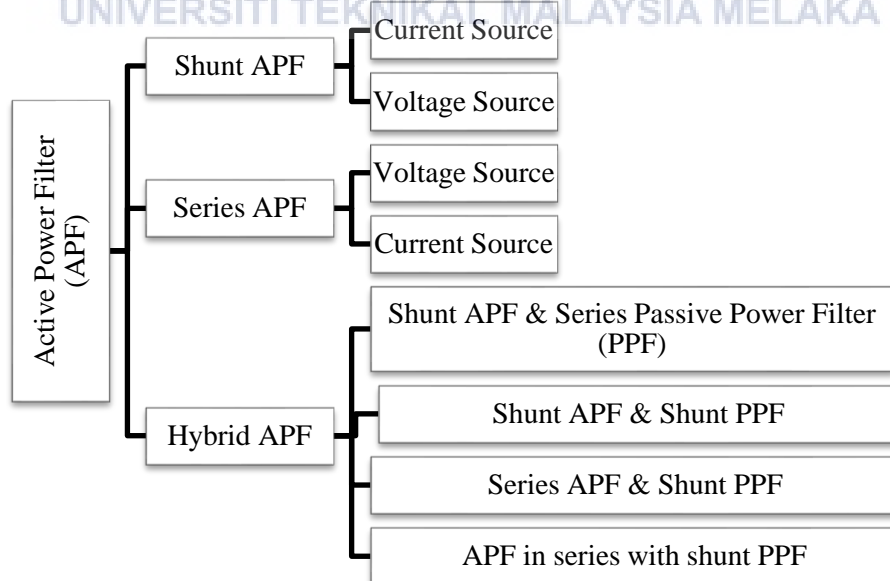 UNIVERSITI TEKNIKAL MALAYSIA MELAKA
Current Source
Shunt APF
Voltage Source
Active Power Filter
(APF)
Voltage Source
Series APF
Current Source
Shunt APF & Series Passive Power Filter
(PPF)
Shunt APF & Shunt PPF
Hybrid APF
Series APF & Shunt PPF
APF in series with shunt PPF